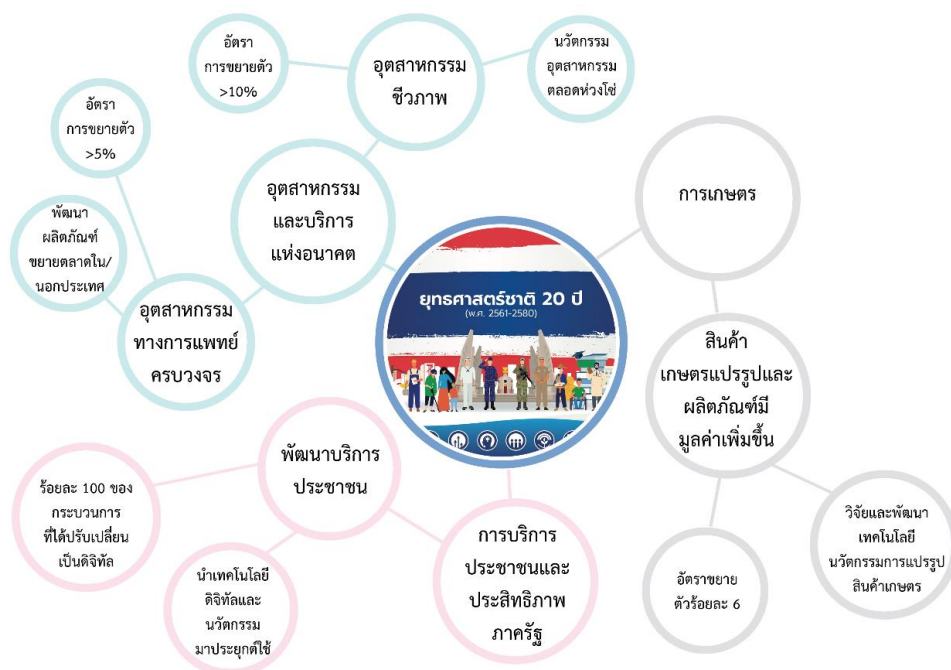 อัตรา
การขยายตัว
>10%
อุตสาหกรรม
ชีวภาพ
นวัตกรรม
อุตสาหกรรม
ตลอดห่วงโซ่
อัตรา
การขยายตัว
>5%
อุตสาหกรรม
และบริการ
แห่งอนาคต
การเกษตร
พัฒนา
ผลิตภัณฑ์
ขยายตลาดใน/
นอกประเทศ
อุตสาหกรรม
ทางการแพทย์
ครบวงจร
ยุทธศาสตร์ชาติ 20 ปี
(พ.ศ. 2561-2580)
สินค้า
เกษตรแปรรูปและ
ผลิตภัณฑ์มี
มูลค่าเพิ่มขึ้น
พัฒนาบริการ
ประชาชน
ร้อยละ 100 ของ
กระบวนการ
ที่ได้ปรับเปลี่ยน
เป็นดิจิทัล
นำเทคโนโลยี
ดิจิทัลและ
นวัตกรรม
มาประยุกต์ใช้
การบริการ
ประชาชนและ
ประสิทธิภาพ
ภาครัฐ
อัตราขยาย
ตัวร้อยละ 6
วิจัยและพัฒนา
เทคโนโลยี
นวัตกรรมการแปรรูป
สินค้าเกษตร